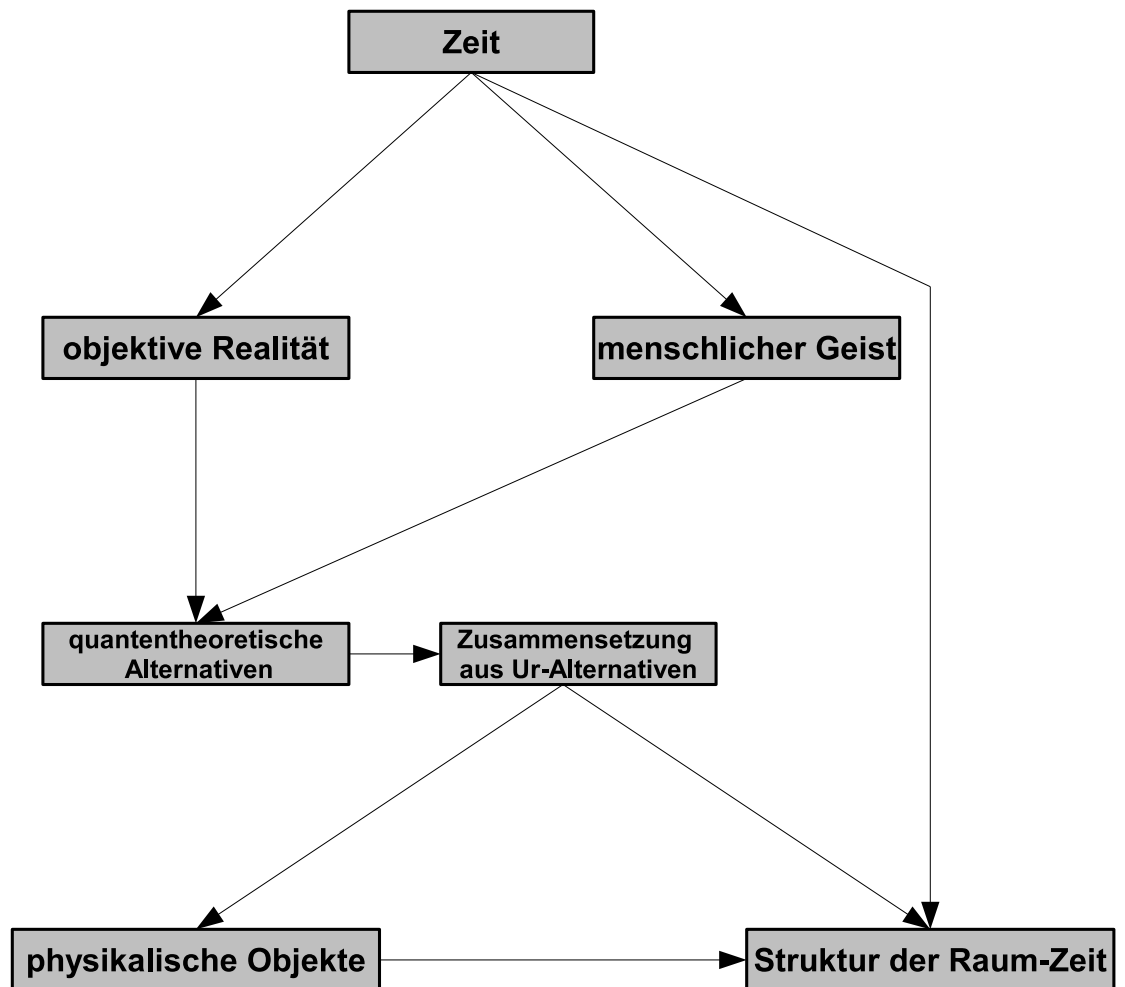 Zeit
objektive Realität
menschlicher Geist
quantentheoretische
Alternativen
Zusammensetzung
aus Ur-Alternativen
physikalische Objekte
Struktur der Raum-Zeit